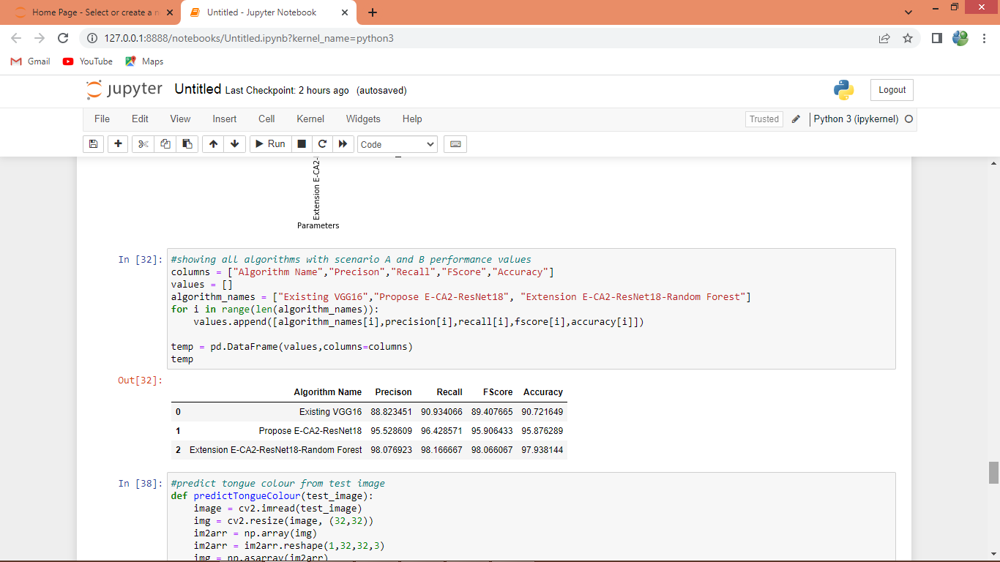 Home Page - Select or create a n
Untitled - Jupyter Notebook
127.0.0.1:8888/notebooks/Untitled.ipynb?kernel_name=python3
Gmail YouTube Maps
jupyter Untitled Last Checkpoint: 2 hours ago (autosaved)
Logout
File Edit View Insert Cell Kernel Widgets Help
Trusted Python 3 (ipykernel)
Run Code
Extension E-CA2-
Parameters
In [32]: #showing all algorithms with scenario A and B performance values
columns = ["Algorithm Name","Precison","Recall","FScore","Accuracy"]
values = []
algorithm_names = ["Existing VGG16","Propose E-CA2-ResNet18", "Extension E-CA2-ResNet18-Random Forest"]
for i in range(len(algorithm_names)):
    values.append([algorithm_names[i],precision[i],recall[i],fscore[i],accuracy[i]])
temp = pd.DataFrame(values,columns=columns)
temp
Out[32]:
Algorithm Name Precison Recall FScore Accuracy
0 Existing VGG16 88.823451 90.934066 89.407665 90.721649
1 Propose E-CA2-ResNet18 95.528609 96.428571 95.906433 95.876289
2 Extension E-CA2-ResNet18-Random Forest 98.076923 98.166667 98.066067 97.938144
In [38]: #predict tongue colour from test image
def predictTongueColour(test_image):
    image = cv2.imread(test_image)
    img = cv2.resize(image, (32,32))
    im2arr = np.array(img)
    im2arr = im2arr.reshape(1,32,32,3)
    img = np.asarray(im2arr)